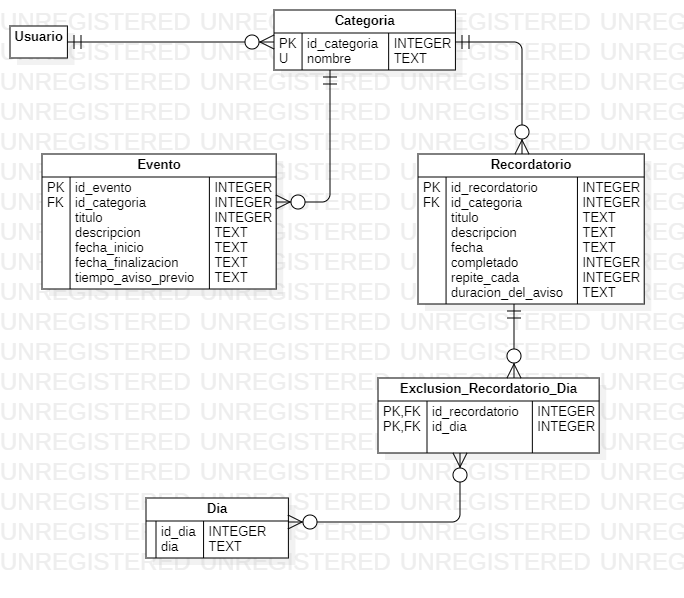 Usuario
Categoria
PK id_categoria INTEGER
U nombre TEXT
Evento
PK id_evento INTEGER
FK id_categoria INTEGER
titulo INTEGER
descripcion TEXT
fecha_inicio TEXT
fecha_finalizacion TEXT
tiempo_aviso_previo TEXT
Recordatorio
PK id_recordatorio INTEGER
FK id_categoria INTEGER
titulo TEXT
descripcion TEXT
fecha TEXT
completado INTEGER
repite_cada INTEGER
duracion_del_aviso TEXT
Exclusion_Recordatorio_Dia
PK,FK id_recordatorio INTEGER
PK,FK id_dia INTEGER
Dia
id_dia INTEGER
dia TEXT
UNREGISTERED